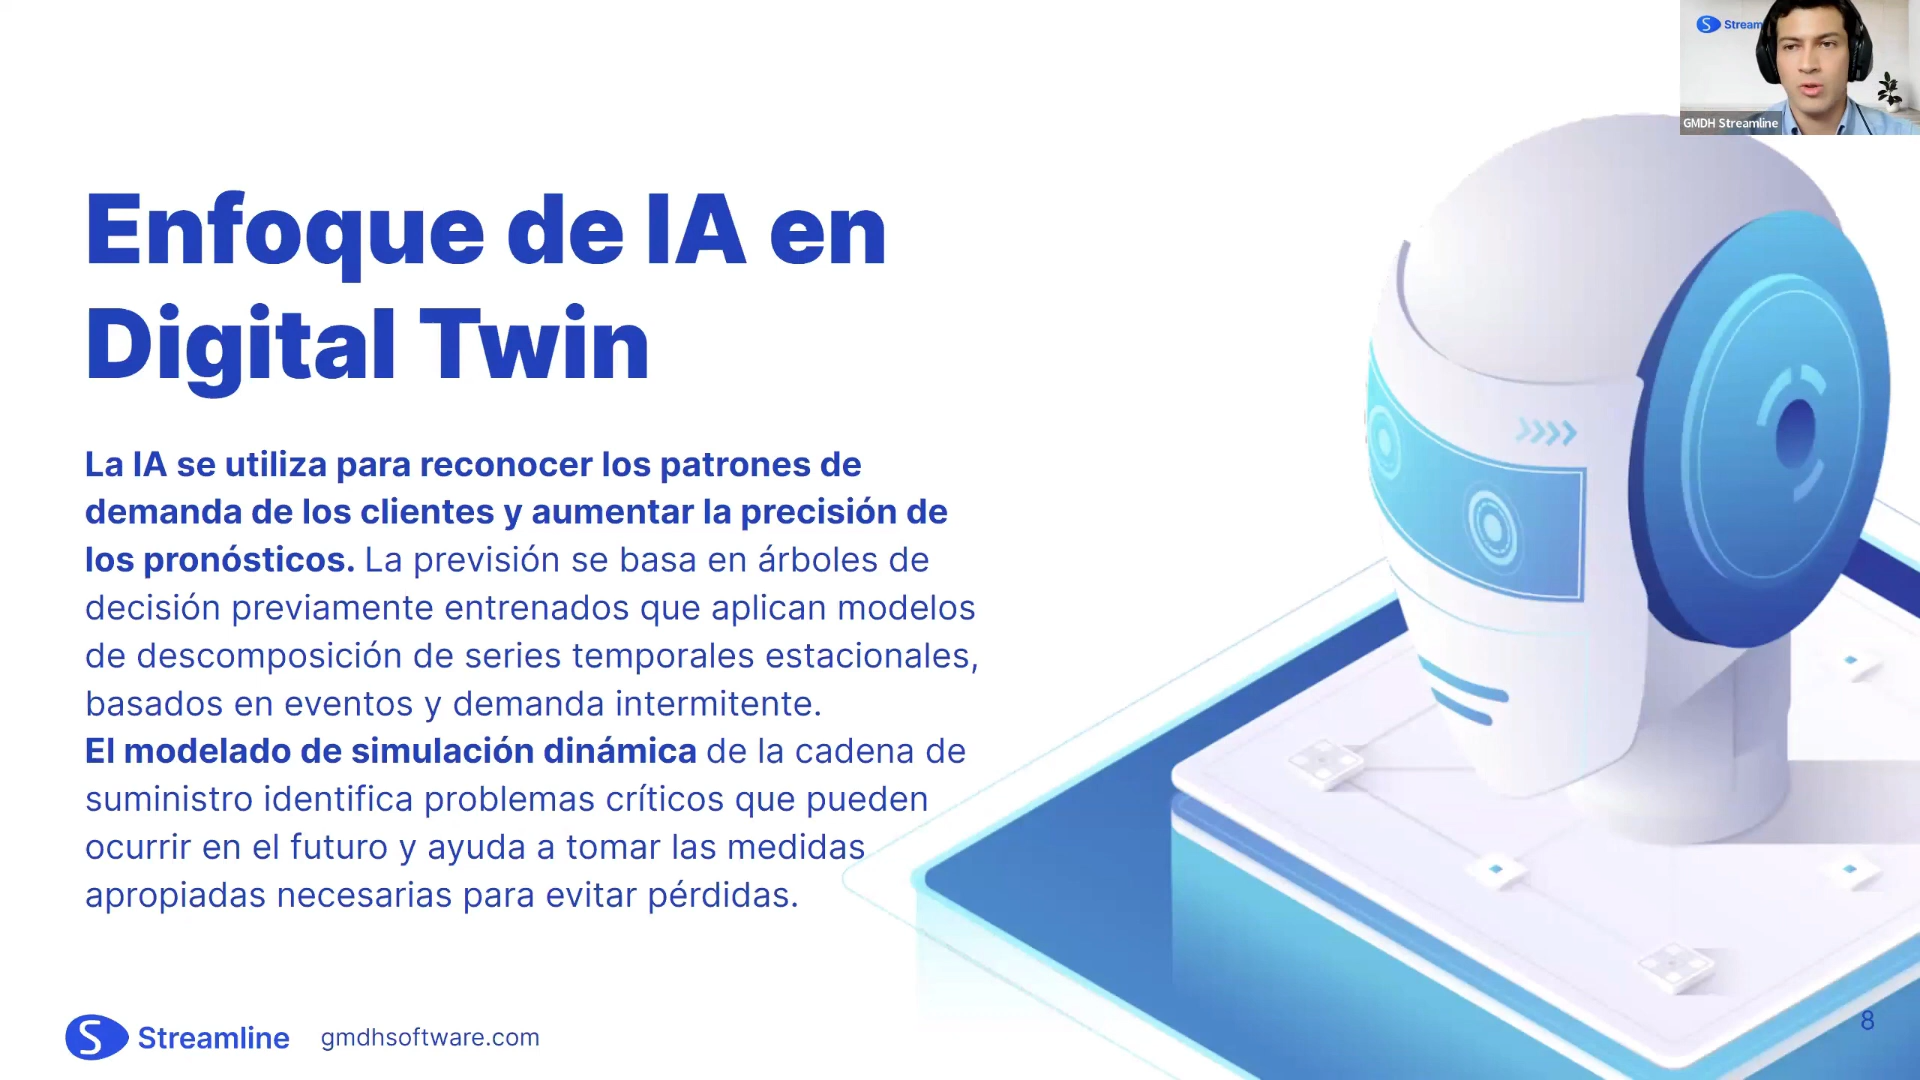 Stream
GMDH Streamline
Enfoque de IA en
Digital Twin
La IA se utiliza para reconocer los patrones de
demanda de los clientes y aumentar la precisión de
los pronósticos. La previsión se basa en árboles de
decisión previamente entrenados que aplican modelos
de descomposición de series temporales estacionales,
basados en eventos y demanda intermitente.
El modelado de simulación dinámica de la cadena de
suministro identifica problemas críticos que pueden
ocurrir en el futuro y ayuda a tomar las medidas
apropiadas necesarias para evitar pérdidas.
Streamline gmdhsoftware.com
8